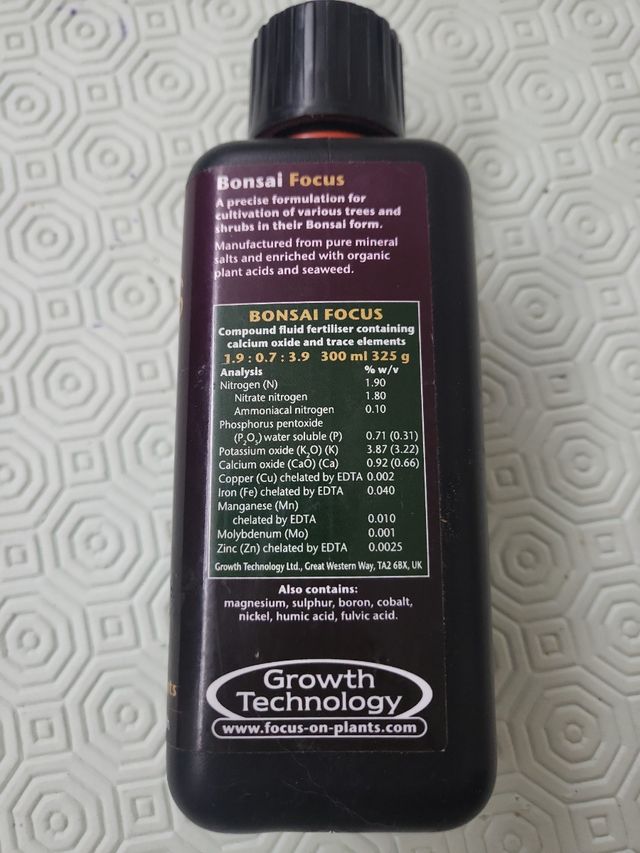 Bonsai Focus
A precise formulation for
cultivation of various trees and
shrubs in their Bonsai form.
Manufactured from pure mineral
salts and enriched with organic
plant acids and seaweed.
BONSAI FOCUS
Compound fluid fertiliser containing
calcium oxide and trace elements
1.9 : 0.7 : 3.9 300 ml 325 g
Analysis % w/v
Nitrogen (N) 1.90
Nitrate nitrogen 1.80
Ammoniacal nitrogen 0.10
Phosphorus pentoxide
(P₂O₅) water soluble (P) 0.71 (0.31)
Potassium oxide (K₂O) (K) 3.87 (3.22)
Calcium oxide (CaO) (Ca) 0.92 (0.66)
Copper (Cu) chelated by EDTA 0.002
Iron (Fe) chelated by EDTA 0.040
Manganese (Mn)
chelated by EDTA 0.010
Molybdenum (Mo) 0.001
Zinc (Zn) chelated by EDTA 0.0025
Growth Technology Ltd., Great Western Way, TA2 6BX, UK
Also contains:
magnesium, sulphur, boron, cobalt,
nickel, humic acid, fulvic acid.
Growth
Technology
www.focus-on-plants.com